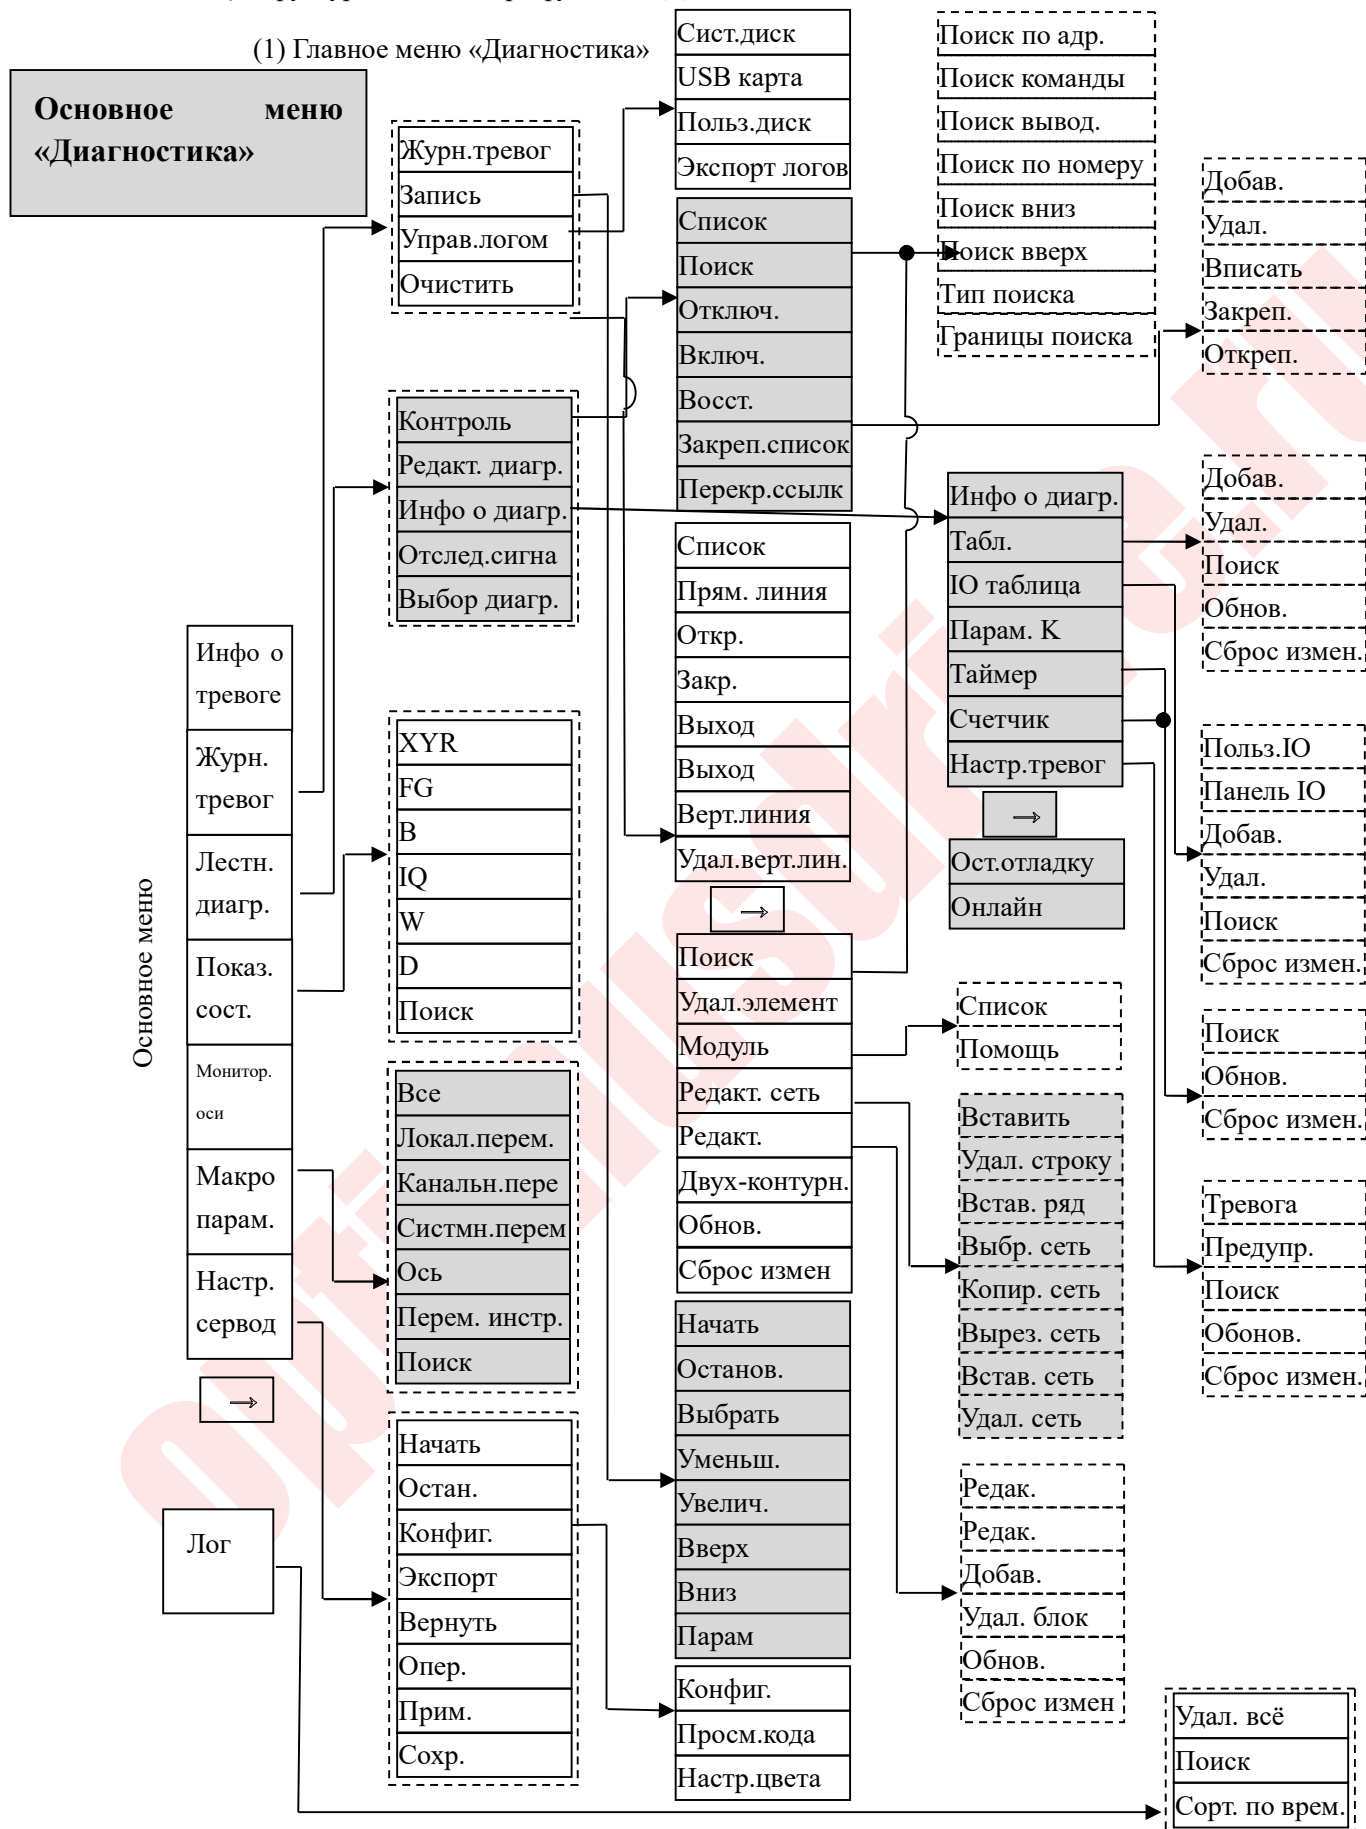 (1) Главное меню «Диагностика»
Основное меню
«Диагностика»
Основное меню
Инфо о
тревоге
Журн.
тревог
Лестн.
диагр.
Показ.
сост.
Монитор.
оси
Макро
парам.
Настр.
сервод
→
Лог
Журн.тревог
Запись
Управ.логом
Очистить
Контроль
Редакт. диагр.
Инфо о диагр.
Отслед.сигна
Выбор диагр.
XYR
FG
B
IQ
W
D
Поиск
Все
Локал.перем.
Канальн.пере
Систмн.перем
Ось
Перем. инстр.
Поиск
Начать
Остан.
Конфиг.
Экспорт
Вернуть
Опер.
Прим.
Сохр.
Сист.диск
USB карта
Польз.диск
Экспорт логов
Список
Поиск
Отключ.
Включ.
Восст.
Закреп.список
Перекр.ссылк
Список
Прям. линия
Откр.
Закр.
Выход
Выход
Верт.линия
Удал.верт.лин.
→
Поиск
Удал.элемент
Модуль
Редакт. сеть
Редакт.
Двух-контурн.
Обнов.
Сброс измен
Начать
Останов.
Выбрать
Уменьш.
Увелич.
Вверх
Вниз
Парам
Конфиг.
Просм.кода
Настр.цвета
Поиск по адр.
Поиск команды
Поиск вывод.
Поиск по номеру
Поиск вниз
Поиск вверх
Тип поиска
Границы поиска
Инфо о диагр.
Табл.
IO таблица
Парам. K
Таймер
Счетчик
Настр.тревог
→
Ост.отладку
Онлайн
Список
Помощь
Вставить
Удал. строку
Встав. ряд
Выбр. сеть
Копир. сеть
Вырез. сеть
Встав. сеть
Удал. сеть
Редак.
Редак.
Добав.
Удал. блок
Обнов.
Сброс измен
Добав.
Удал.
Вписать
Закреп.
Откреп.
Добав.
Удал.
Поиск
Обнов.
Сброс измен.
Польз.IO
Панель IO
Добав.
Удал.
Поиск
Сброс измен.
Поиск
Обнов.
Сброс измен.
Тревога
Предупр.
Поиск
Обонов.
Сброс измен.
Удал. всё
Поиск
Сорт. по врем.